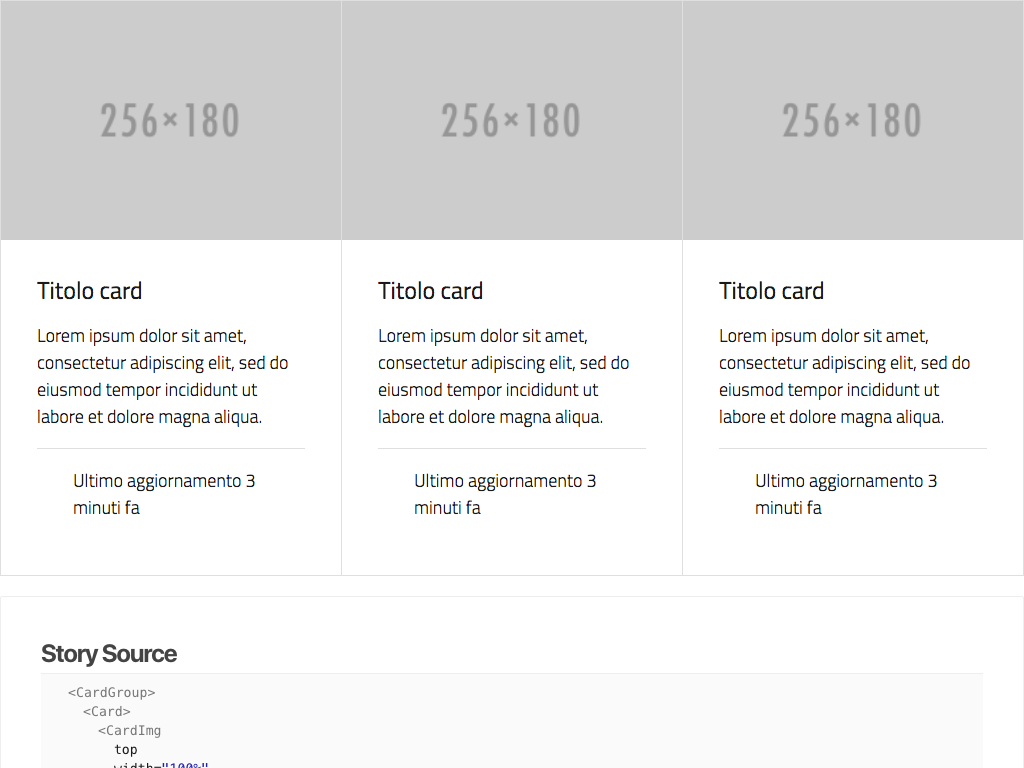 256×180
256×180
256×180
Titolo card
Lorem ipsum dolor sit amet,
consectetur adipiscing elit, sed do
eiusmod tempor incididunt ut
labore et dolore magna aliqua.
Ultimo aggiornamento 3
minuti fa
Titolo card
Lorem ipsum dolor sit amet,
consectetur adipiscing elit, sed do
eiusmod tempor incididunt ut
labore et dolore magna aliqua.
Ultimo aggiornamento 3
minuti fa
Titolo card
Lorem ipsum dolor sit amet,
consectetur adipiscing elit, sed do
eiusmod tempor incididunt ut
labore et dolore magna aliqua.
Ultimo aggiornamento 3
minuti fa
Story Source
<CardGroup>
<Card>
<CardImg
top
width="100%"